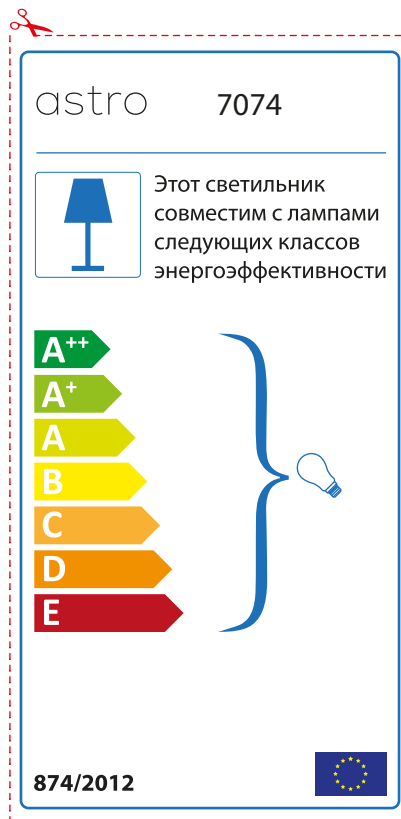 astro 7074
Этот светильник
совместим с лампами
следующих классов
энергоэффективности
A++
A+
A
B
C
D
E
874/2012